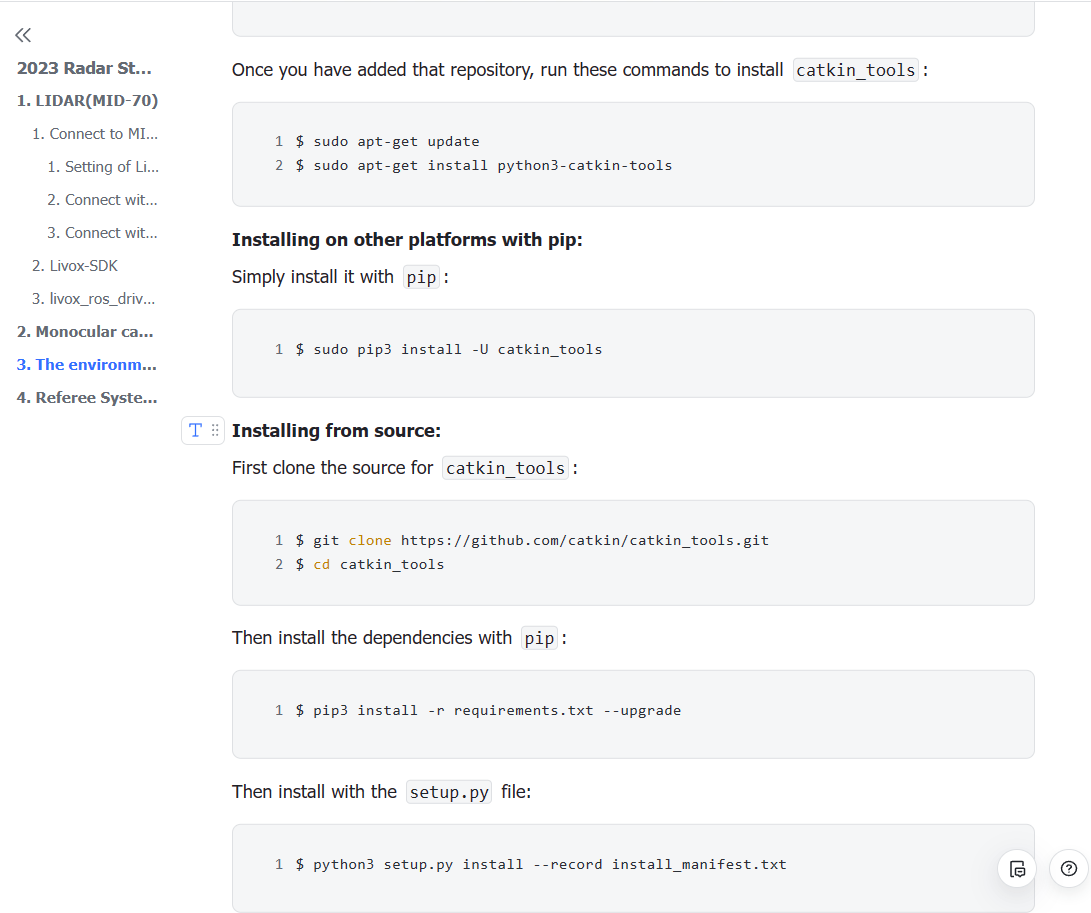 2023 Radar St...
1. LIDAR(MID-70)
1. Connect to MI...
1. Setting of Li...
2. Connect wit...
3. Connect wit...
2. Livox-SDK
3. livox_ros_driv...
2. Monocular ca...
3. The environm...
4. Referee Syste...
Once you have added that repository, run these commands to install catkin_tools :
1 $ sudo apt-get update
2 $ sudo apt-get install python3-catkin-tools
Installing on other platforms with pip:
Simply install it with pip :
1 $ sudo pip3 install -U catkin_tools
T
Installing from source:
First clone the source for catkin_tools :
1 $ git clone https://github.com/catkin/catkin_tools.git
2 $ cd catkin_tools
Then install the dependencies with pip :
1 $ pip3 install -r requirements.txt --upgrade
Then install with the setup.py file:
1 $ python3 setup.py install --record install_manifest.txt